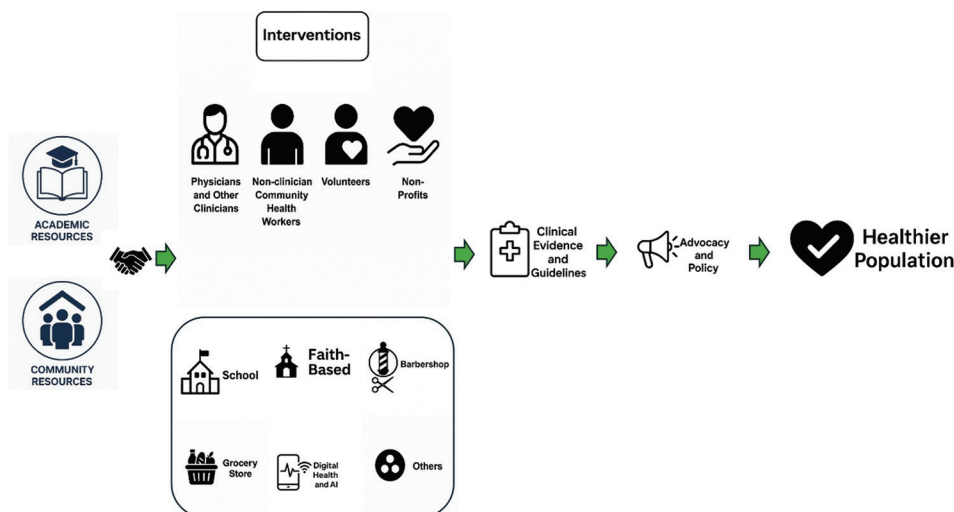 Interventions
Physicians
and Other
Clinicians
Non-clinician
Community
Health
Workers
Volunteers
Non-
Profits
ACADEMIC
RESOURCES
COMMUNITY
RESOURCES
School
Faith-
Based
Barbershop
Grocery
Store
Digital
Health
and AI
Others
Clinical
Evidence
and
Guidelines
Advocacy
and
Policy
Healthier
Population